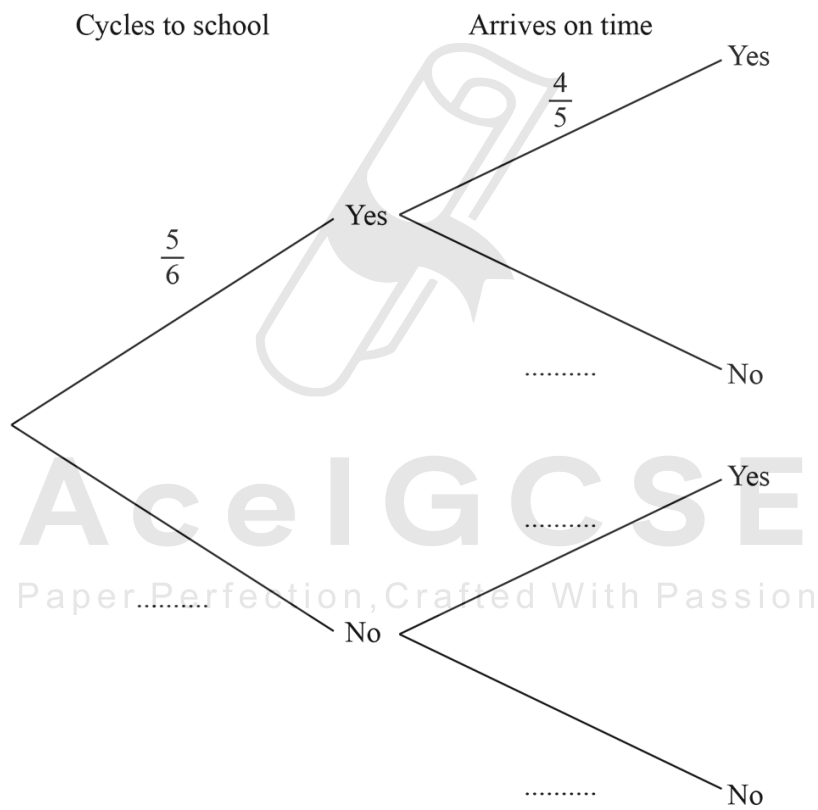 Cycles to school Arrives on time
Yes
4
5
Yes
5
6
..........
No
Yes
..........
AceIGCSE
Paper Perfection, Crafted With Passion
..........
No
..........
No